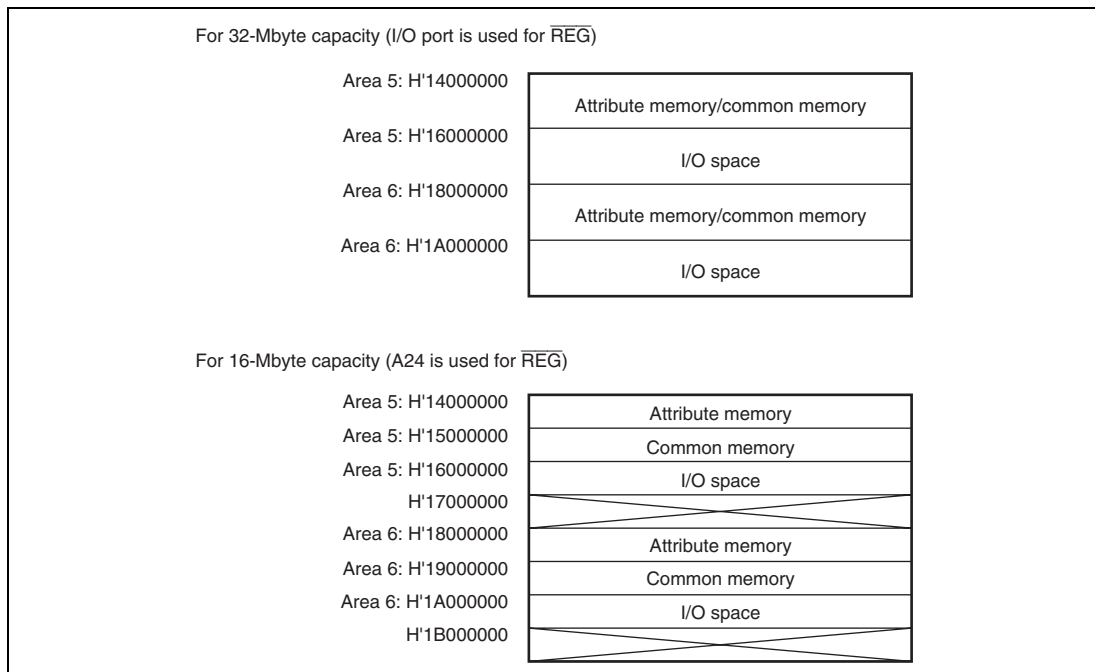 For 32-Mbyte capacity (I/O port is used for R̅E̅G̅)
Area 5: H'14000000
Attribute memory/common memory
Area 5: H'16000000
I/O space
Area 6: H'18000000
Attribute memory/common memory
Area 6: H'1A000000
I/O space
For 16-Mbyte capacity (A24 is used for R̅E̅G̅)
Area 5: H'14000000
Attribute memory
Area 5: H'15000000
Common memory
Area 5: H'16000000
I/O space
H'17000000
Area 6: H'18000000
Attribute memory
Area 6: H'19000000
Common memory
Area 6: H'1A000000
I/O space
H'1B000000